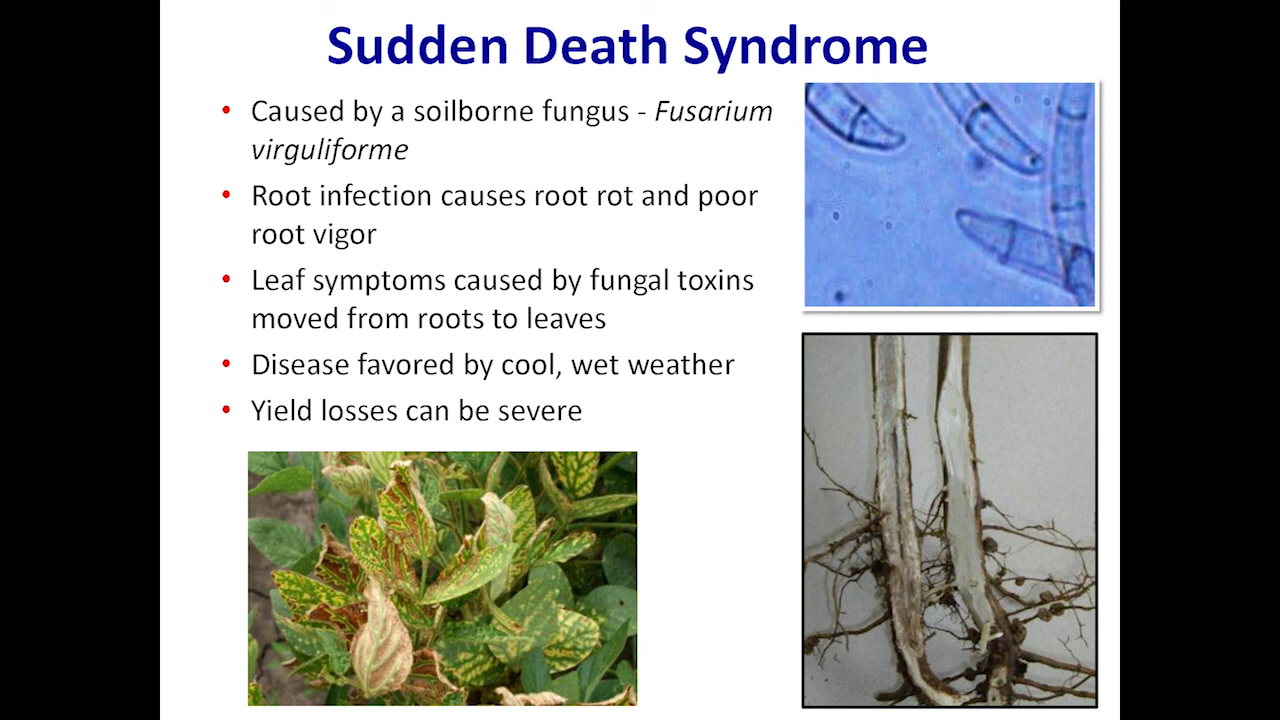 Sudden Death Syndrome
• Caused by a soilborne fungus - Fusarium
virguliforme
• Root infection causes root rot and poor
root vigor
• Leaf symptoms caused by fungal toxins
moved from roots to leaves
• Disease favored by cool, wet weather
• Yield losses can be severe